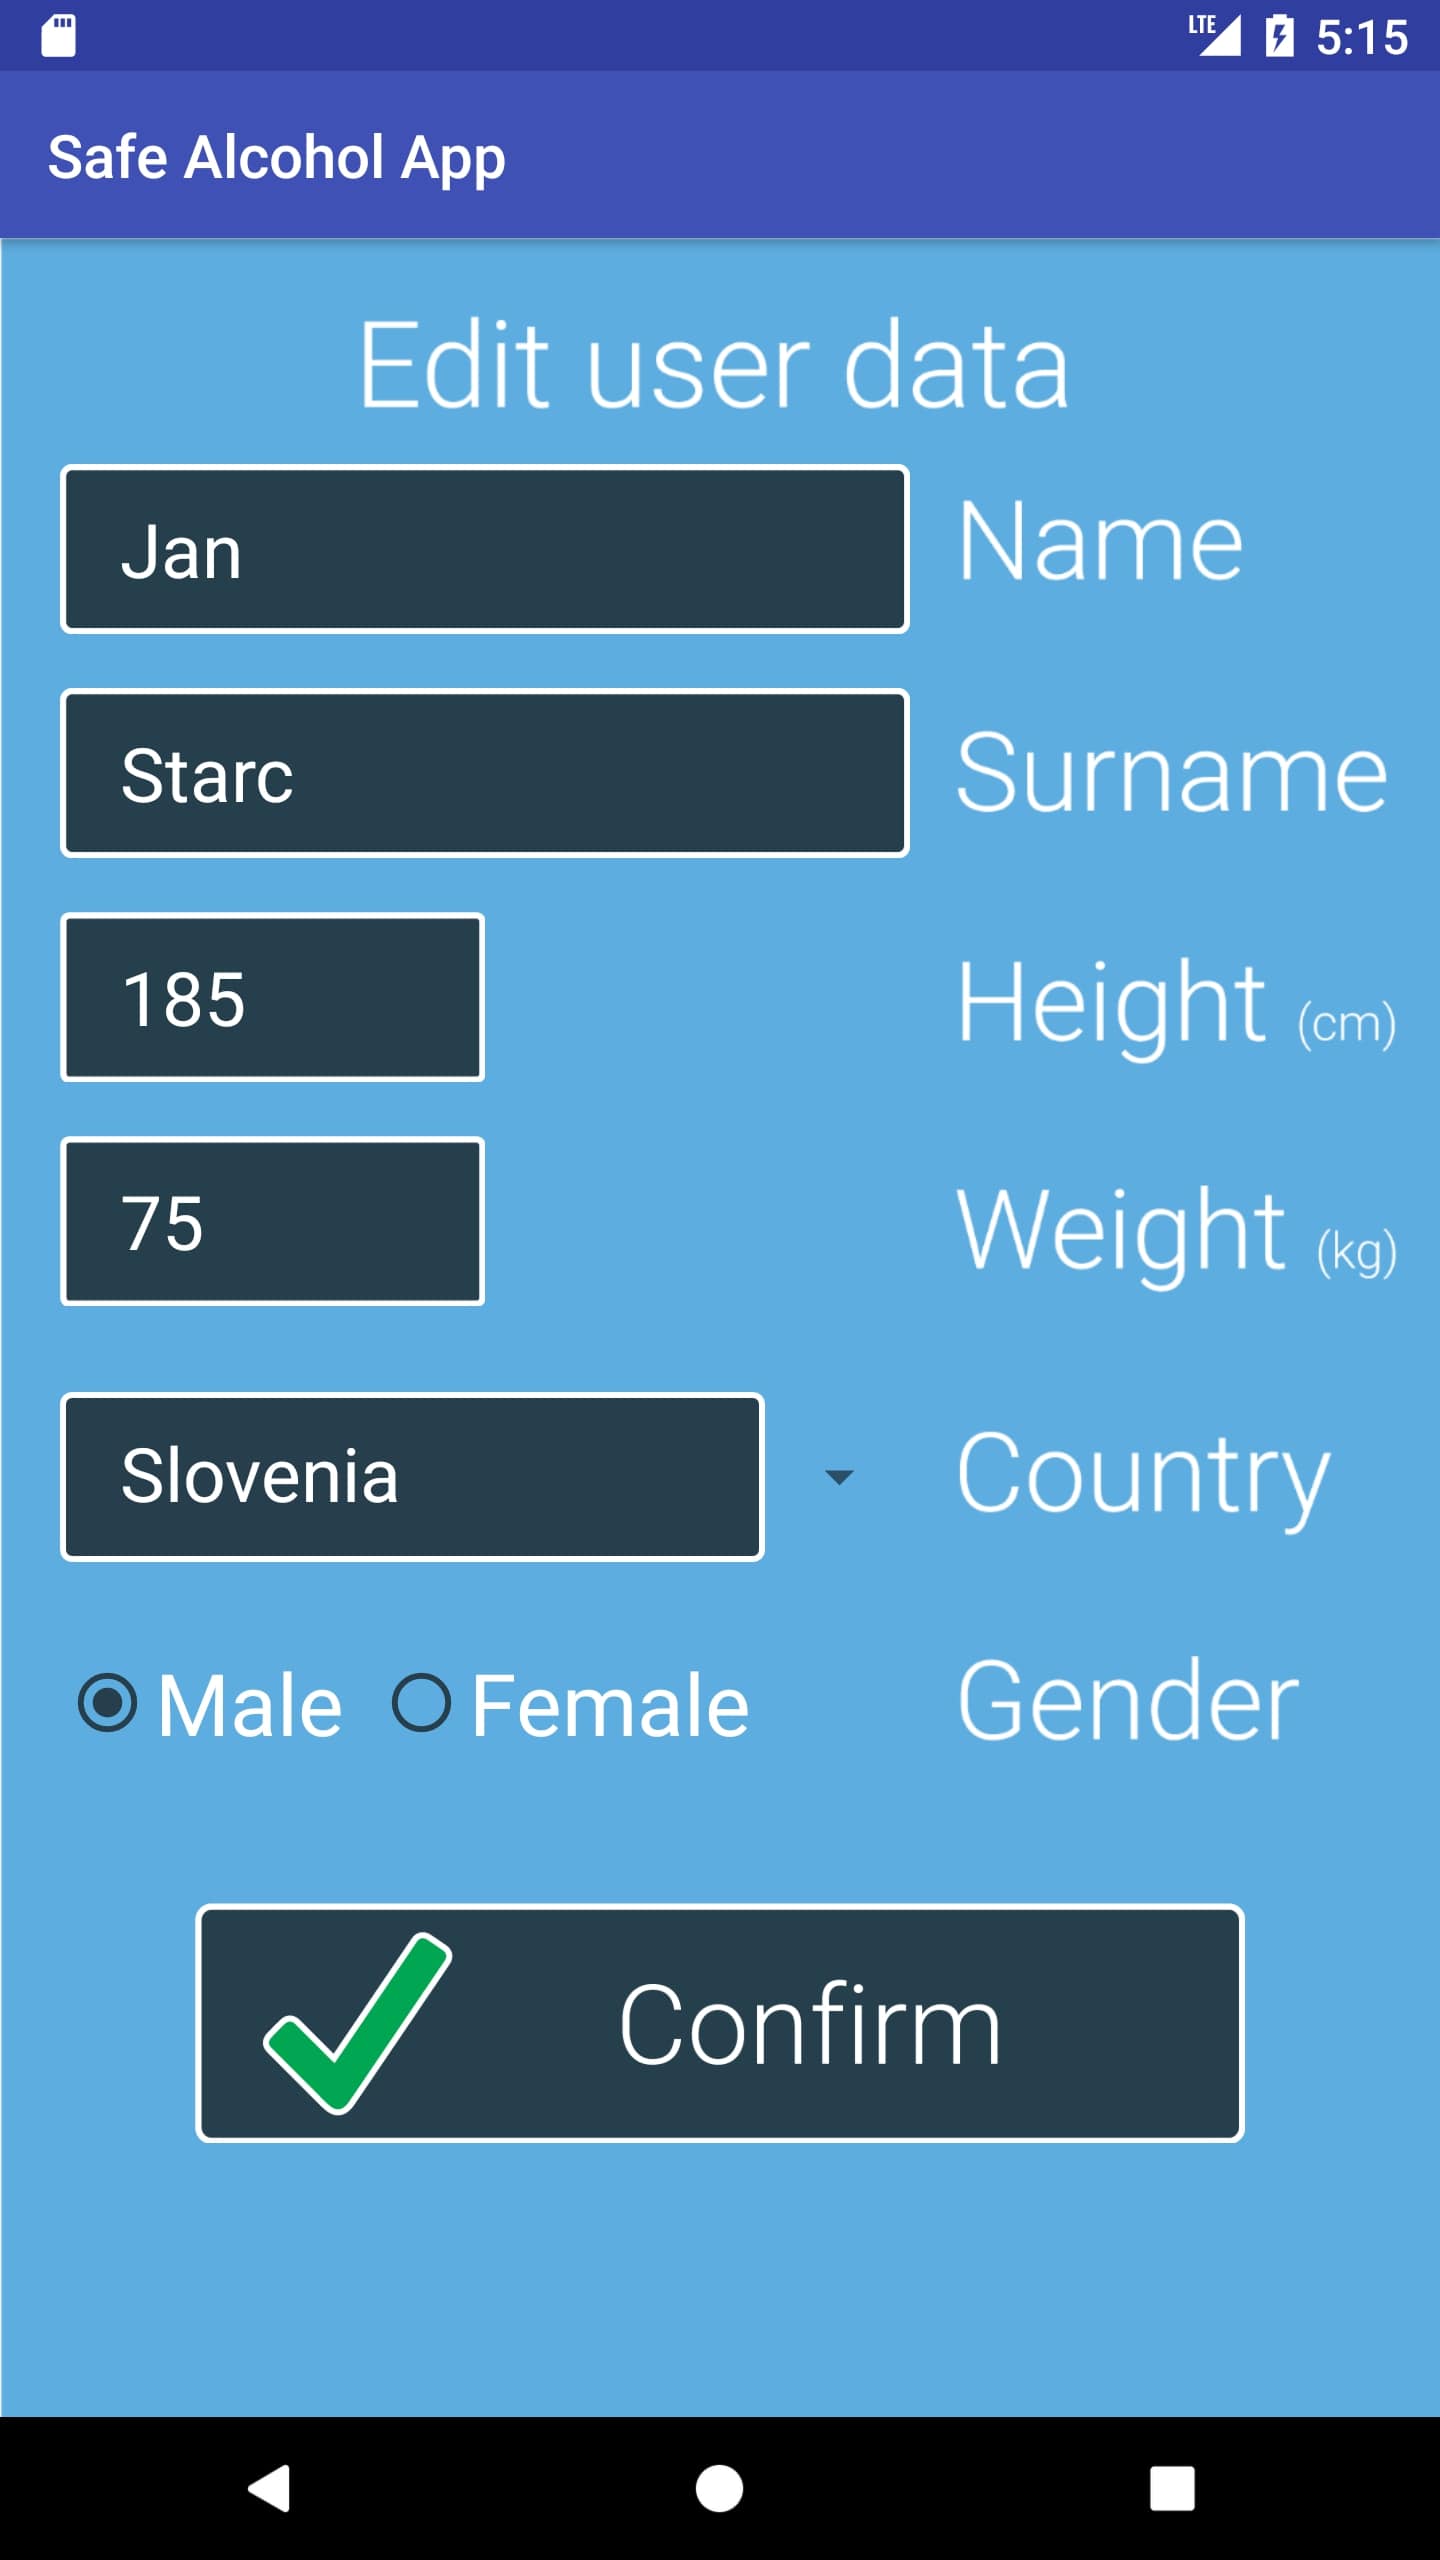 LTE 5:15
Safe Alcohol App
Edit user data
Jan Name
Starc Surname
185 Height (cm)
75 Weight (kg)
Slovenia Country
Male Female Gender
Confirm